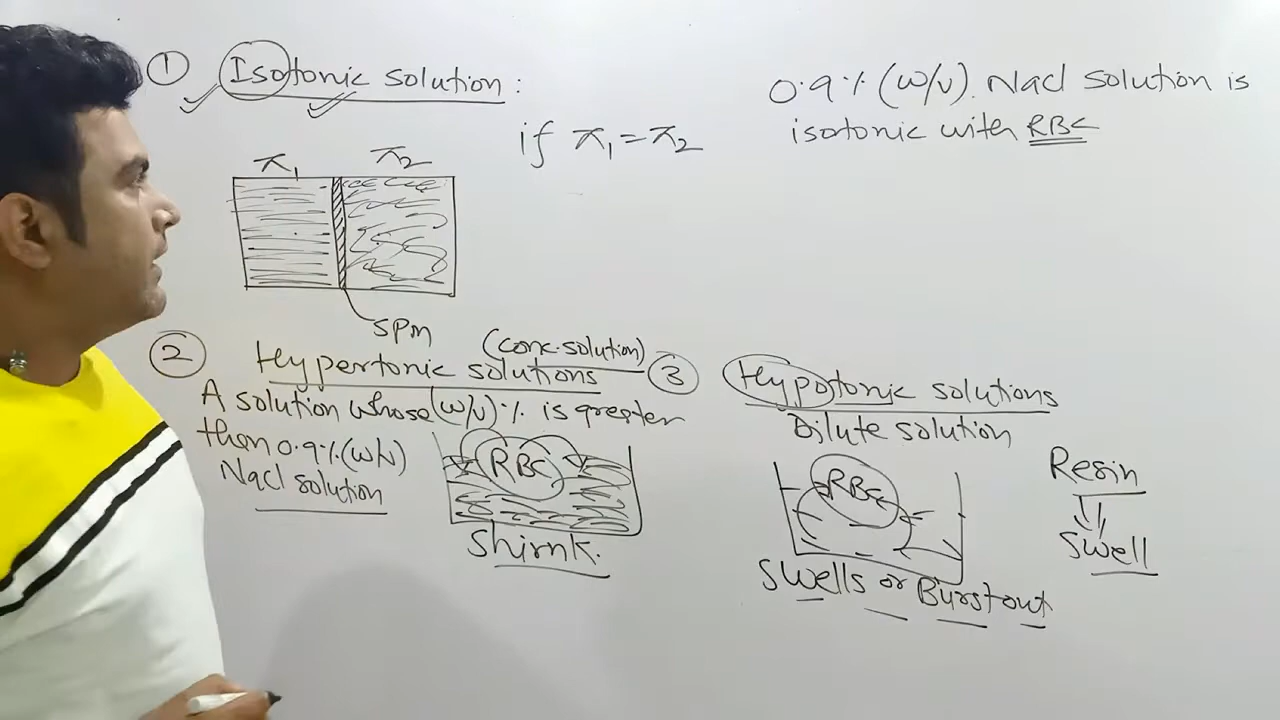 ① Isotonic solution :
π₁ π₂
if π₁ = π₂
SPM
0.9% (w/v) NaCl solution is
isotonic with RBC
② Hypertonic solutions
(conc. solution)
A solution whose (w/v)% is greater
then 0.9% (w/v)
NaCl solution
RBC
Shirnk.
③ Hypotonic solutions
Dilute solution
RBC
Swells or Burst out
Resin
Swell